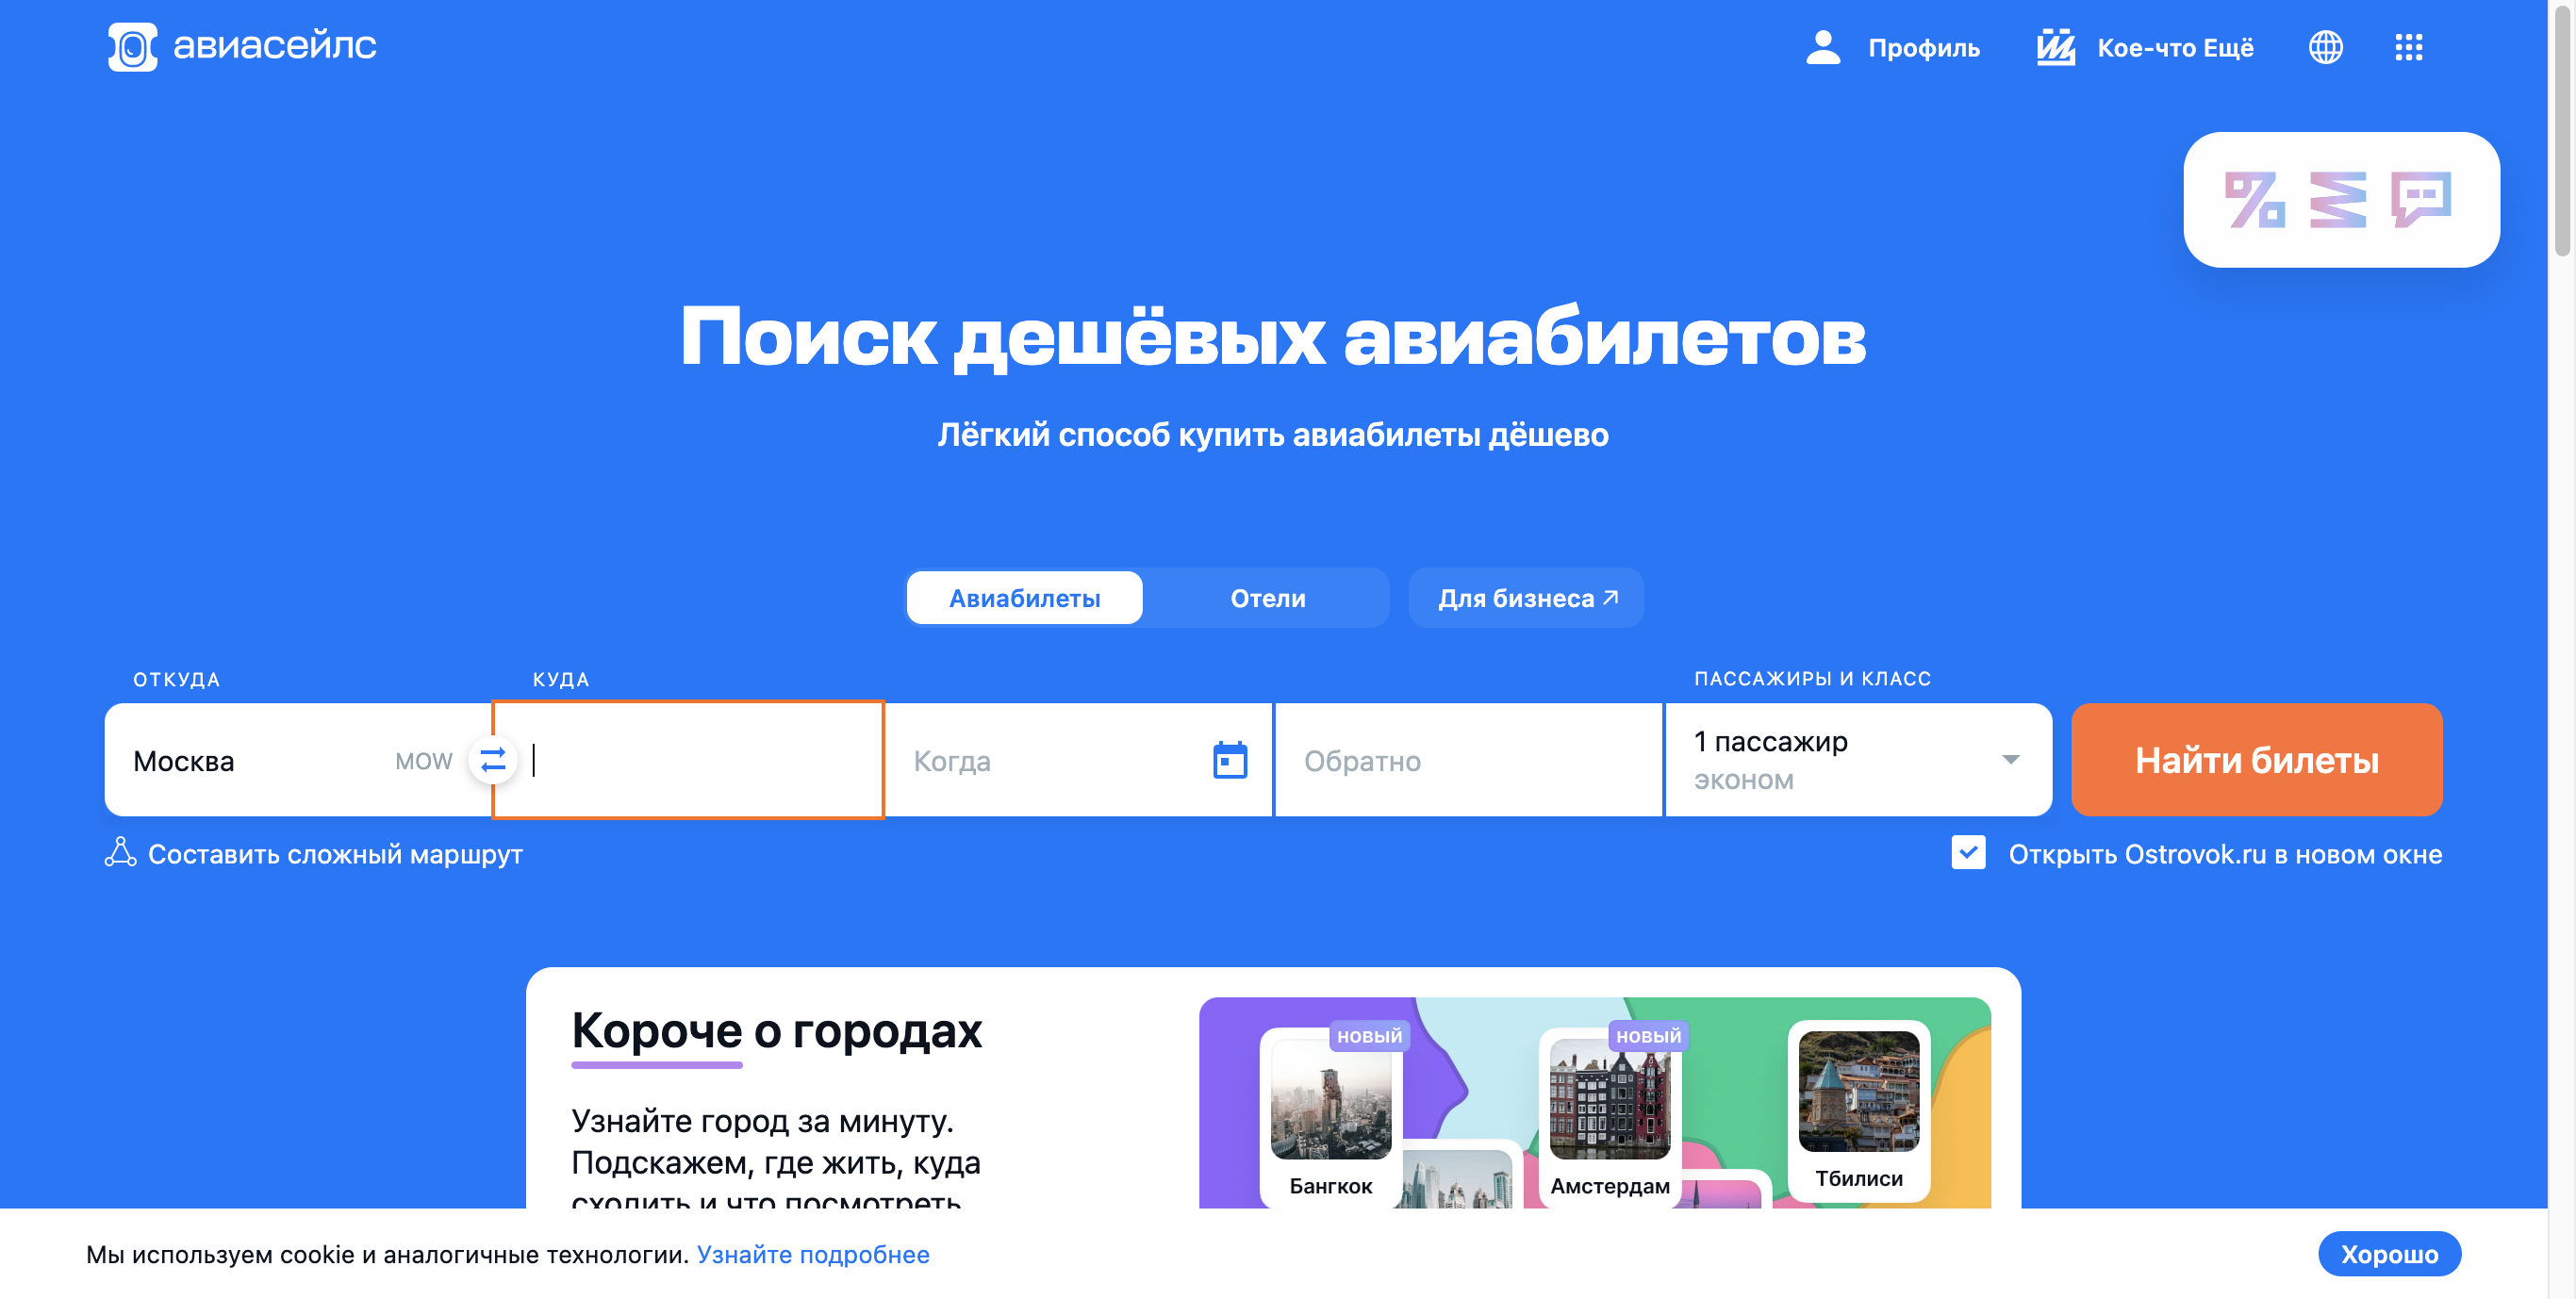 авиасейлс
Профиль
Кое-что Ещё
Поиск дешёвых авиабилетов
Лёгкий способ купить авиабилеты дёшево
Авиабилеты
Отели
Для бизнеса
ОТКУДА
КУДА
ПАССАЖИРЫ И КЛАСС
Москва
MOW
Когда
Обратно
1 пассажир
эконом
Найти билеты
Составить сложный маршрут
Открыть Ostrovok.ru в новом окне
Короче о городах
Узнайте город за минуту.
Подскажем, где жить, куда
сходить и что посмотреть
НОВЫЙ
Бангкок
НОВЫЙ
Амстердам
Тбилиси
Мы используем cookie и аналогичные технологии. Узнайте подробнее
Хорошо